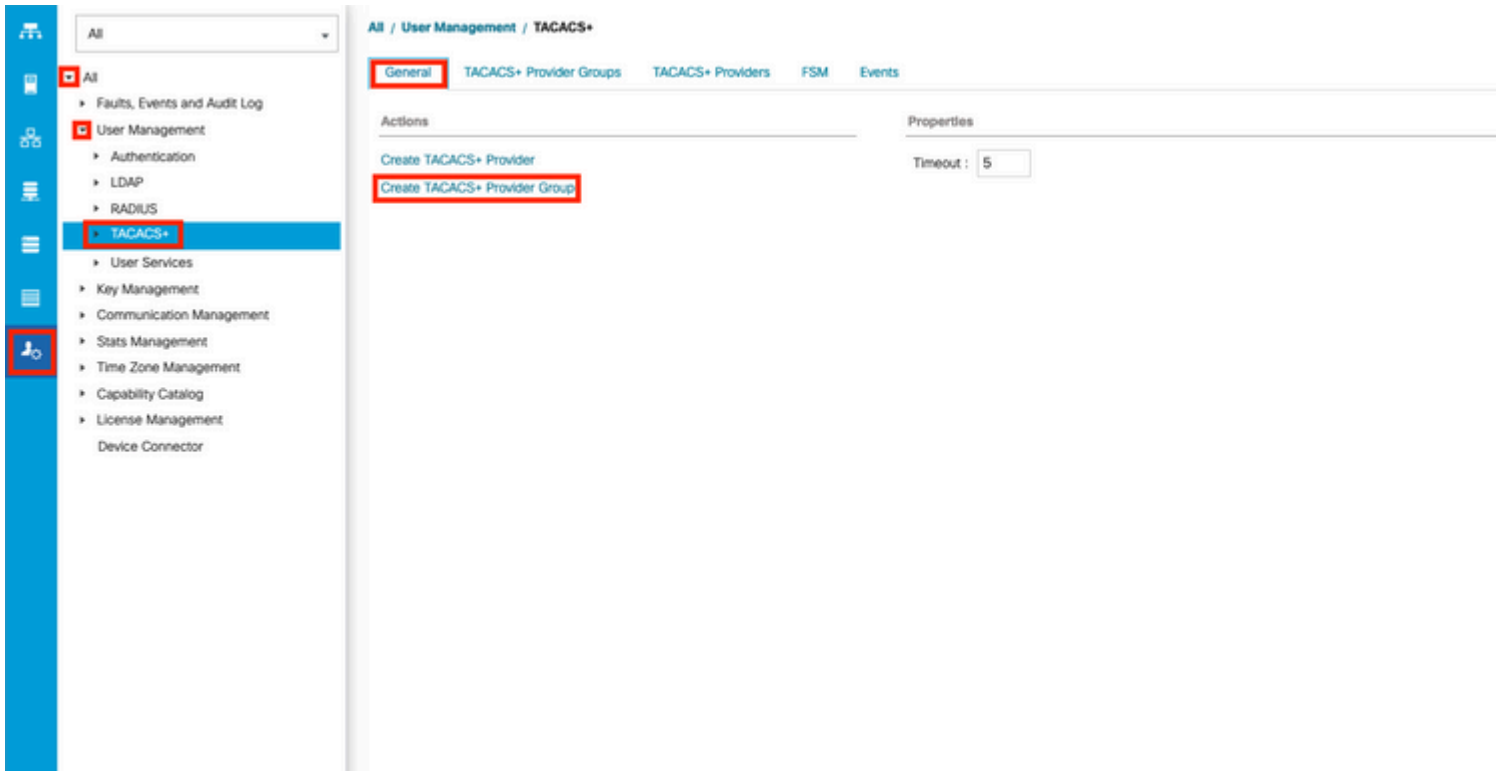 All
All
Faults, Events and Audit Log
User Management
Authentication
LDAP
RADIUS
TACACS+
User Services
Key Management
Communication Management
Stats Management
Time Zone Management
Capability Catalog
License Management
Device Connector
All / User Management / TACACS+
General TACACS+ Provider Groups TACACS+ Providers FSM Events
Actions
Create TACACS+ Provider
Create TACACS+ Provider Group
Properties
Timeout : 5